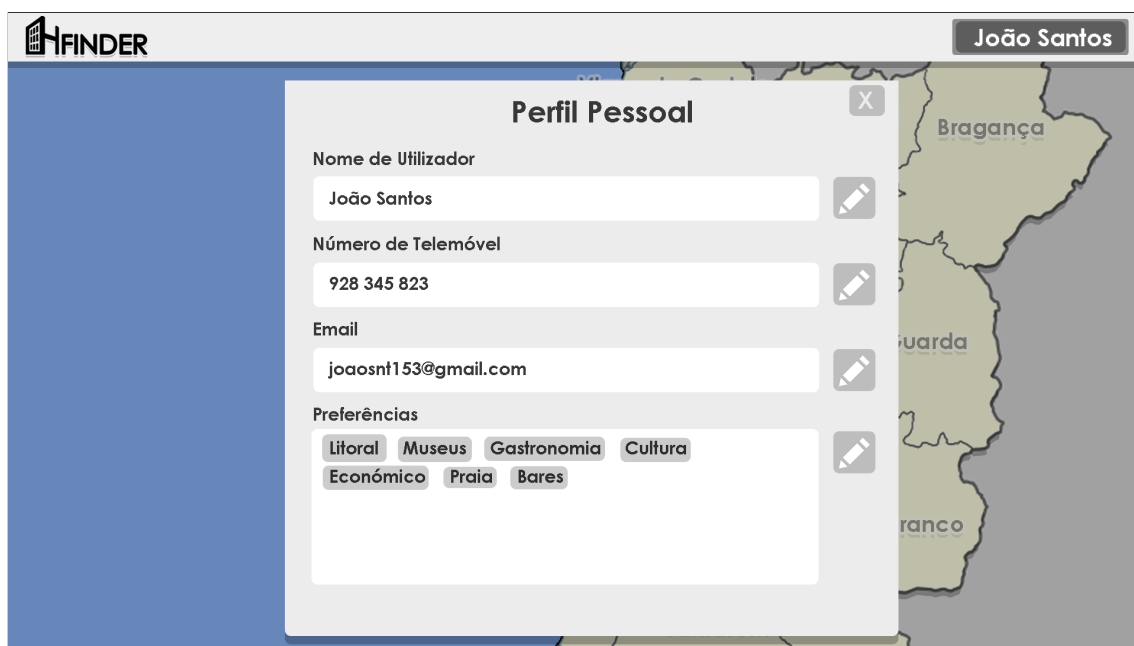 HFINDER
João Santos
Perfil Pessoal
X
Bragança
Nome de Utilizador
João Santos
Número de Telemóvel
928 345 823
Email
joaosnt153@gmail.com
Preferências
Litoral Museus Gastronomia Cultura
Económico Praia Bares